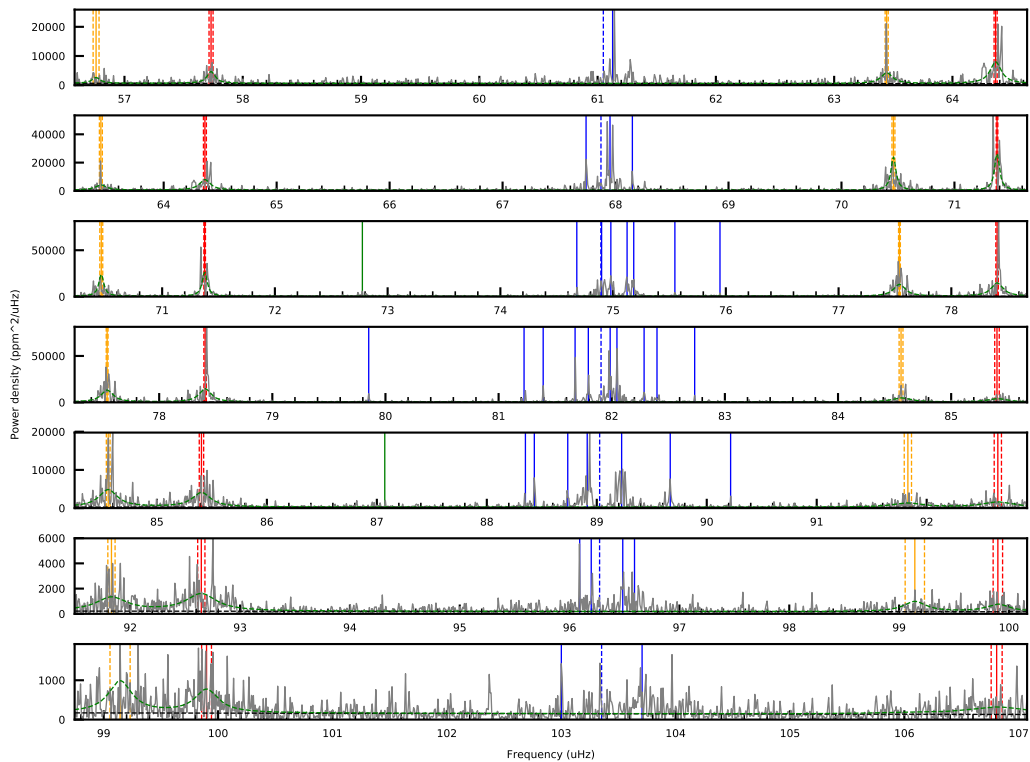 20000
10000
0
57 58 59 60 61 62 63 64
40000
20000
0
64 65 66 67 68 69 70 71
50000
0
71 72 73 74 75 76 77 78
50000
0
78 79 80 81 82 83 84 85
20000
10000
0
85 86 87 88 89 90 91 92
6000
4000
2000
0
92 93 94 95 96 97 98 99 100
1000
0
99 100 101 102 103 104 105 106 107
Power density (ppm^2/uHz)
Frequency (uHz)